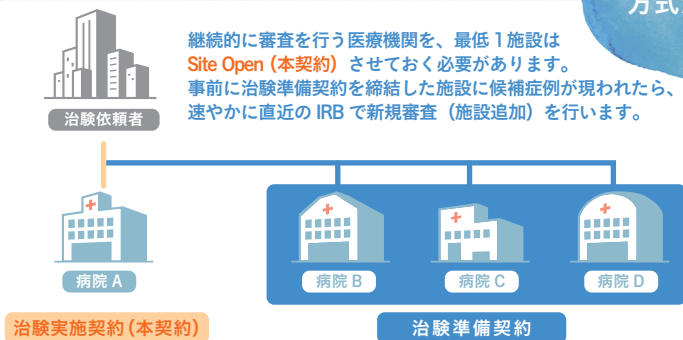 方式
継続的に審査を行う医療機関を、最低1施設は
Site Open（本契約）させておく必要があります。
事前に治験準備契約を締結した施設に候補症例が現われたら、
速やかに直近の IRB で新規審査（施設追加）を行います。
治験依頼者
病院 A
病院 B
病院 C
病院 D
治験実施契約（本契約）
治験準備契約